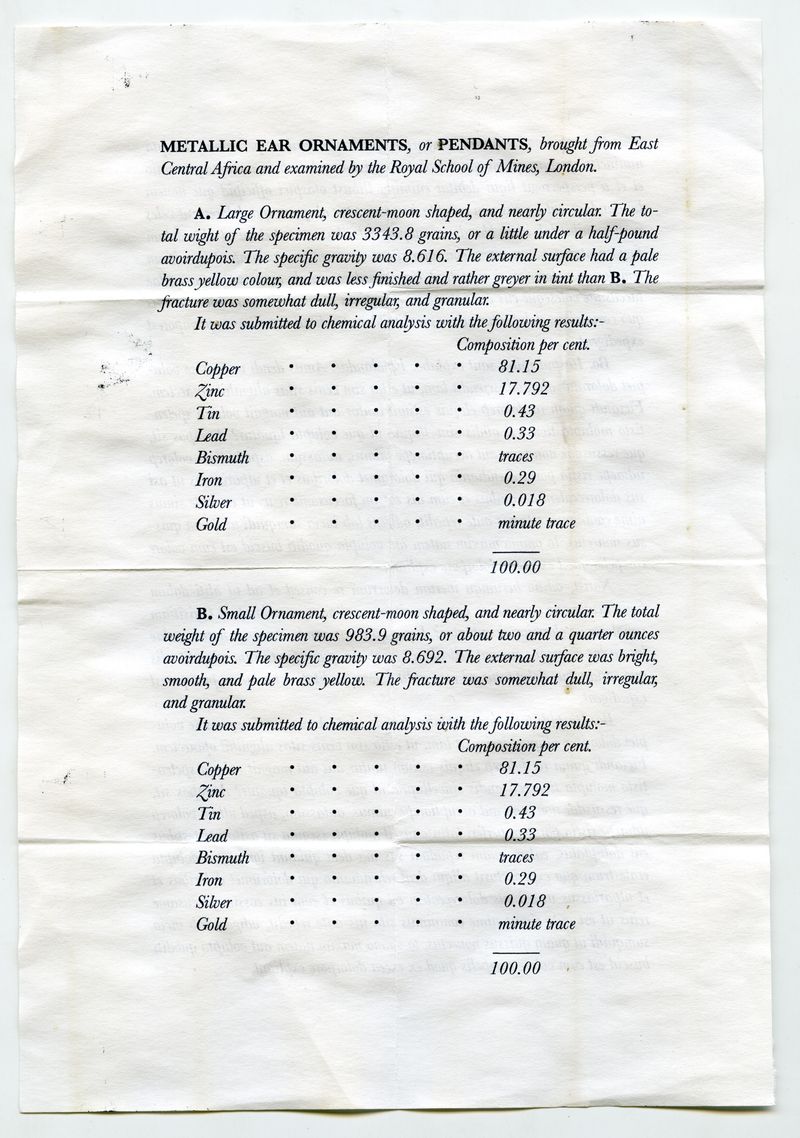 METALLIC EAR ORNAMENTS, or PENDANTS, brought from East
Central Africa and examined by the Royal School of Mines, London.
A. Large Ornament, crescent-moon shaped, and nearly circular. The to-
tal wight of the specimen was 3343.8 grains, or a little under a half-pound
avoirdupois. The specific gravity was 8.616. The external surface had a pale
brass yellow colour, and was less finished and rather greyer in tint than B. The
fracture was somewhat dull, irregular, and granular.
It was submitted to chemical analysis with the following results:-
Composition per cent.
Copper • • • • • 81.15
Zinc • • • • • 17.792
Tin • • • • • 0.43
Lead • • • • • 0.33
Bismuth • • • • • traces
Iron • • • • • 0.29
Silver • • • • • 0.018
Gold • • • • • minute trace
100.00
B. Small Ornament, crescent-moon shaped, and nearly circular. The total
weight of the specimen was 983.9 grains, or about two and a quarter ounces
avoirdupois. The specific gravity was 8.692. The external surface was bright,
smooth, and pale brass yellow. The fracture was somewhat dull, irregular,
and granular.
It was submitted to chemical analysis with the following results:-
Composition per cent.
Copper • • • • • 81.15
Zinc • • • • • 17.792
Tin • • • • • 0.43
Lead • • • • • 0.33
Bismuth • • • • • traces
Iron • • • • • 0.29
Silver • • • • • 0.018
Gold • • • • • minute trace
100.00